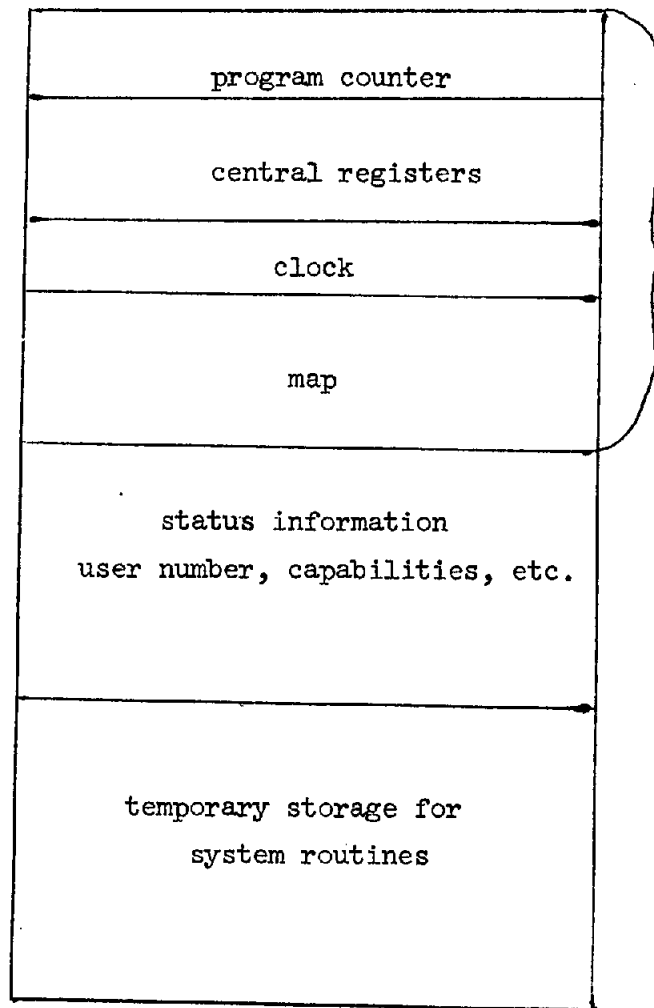 program counter
central registers
clock
map
status information
user number, capabilities, etc.
temporary storage for
system routines